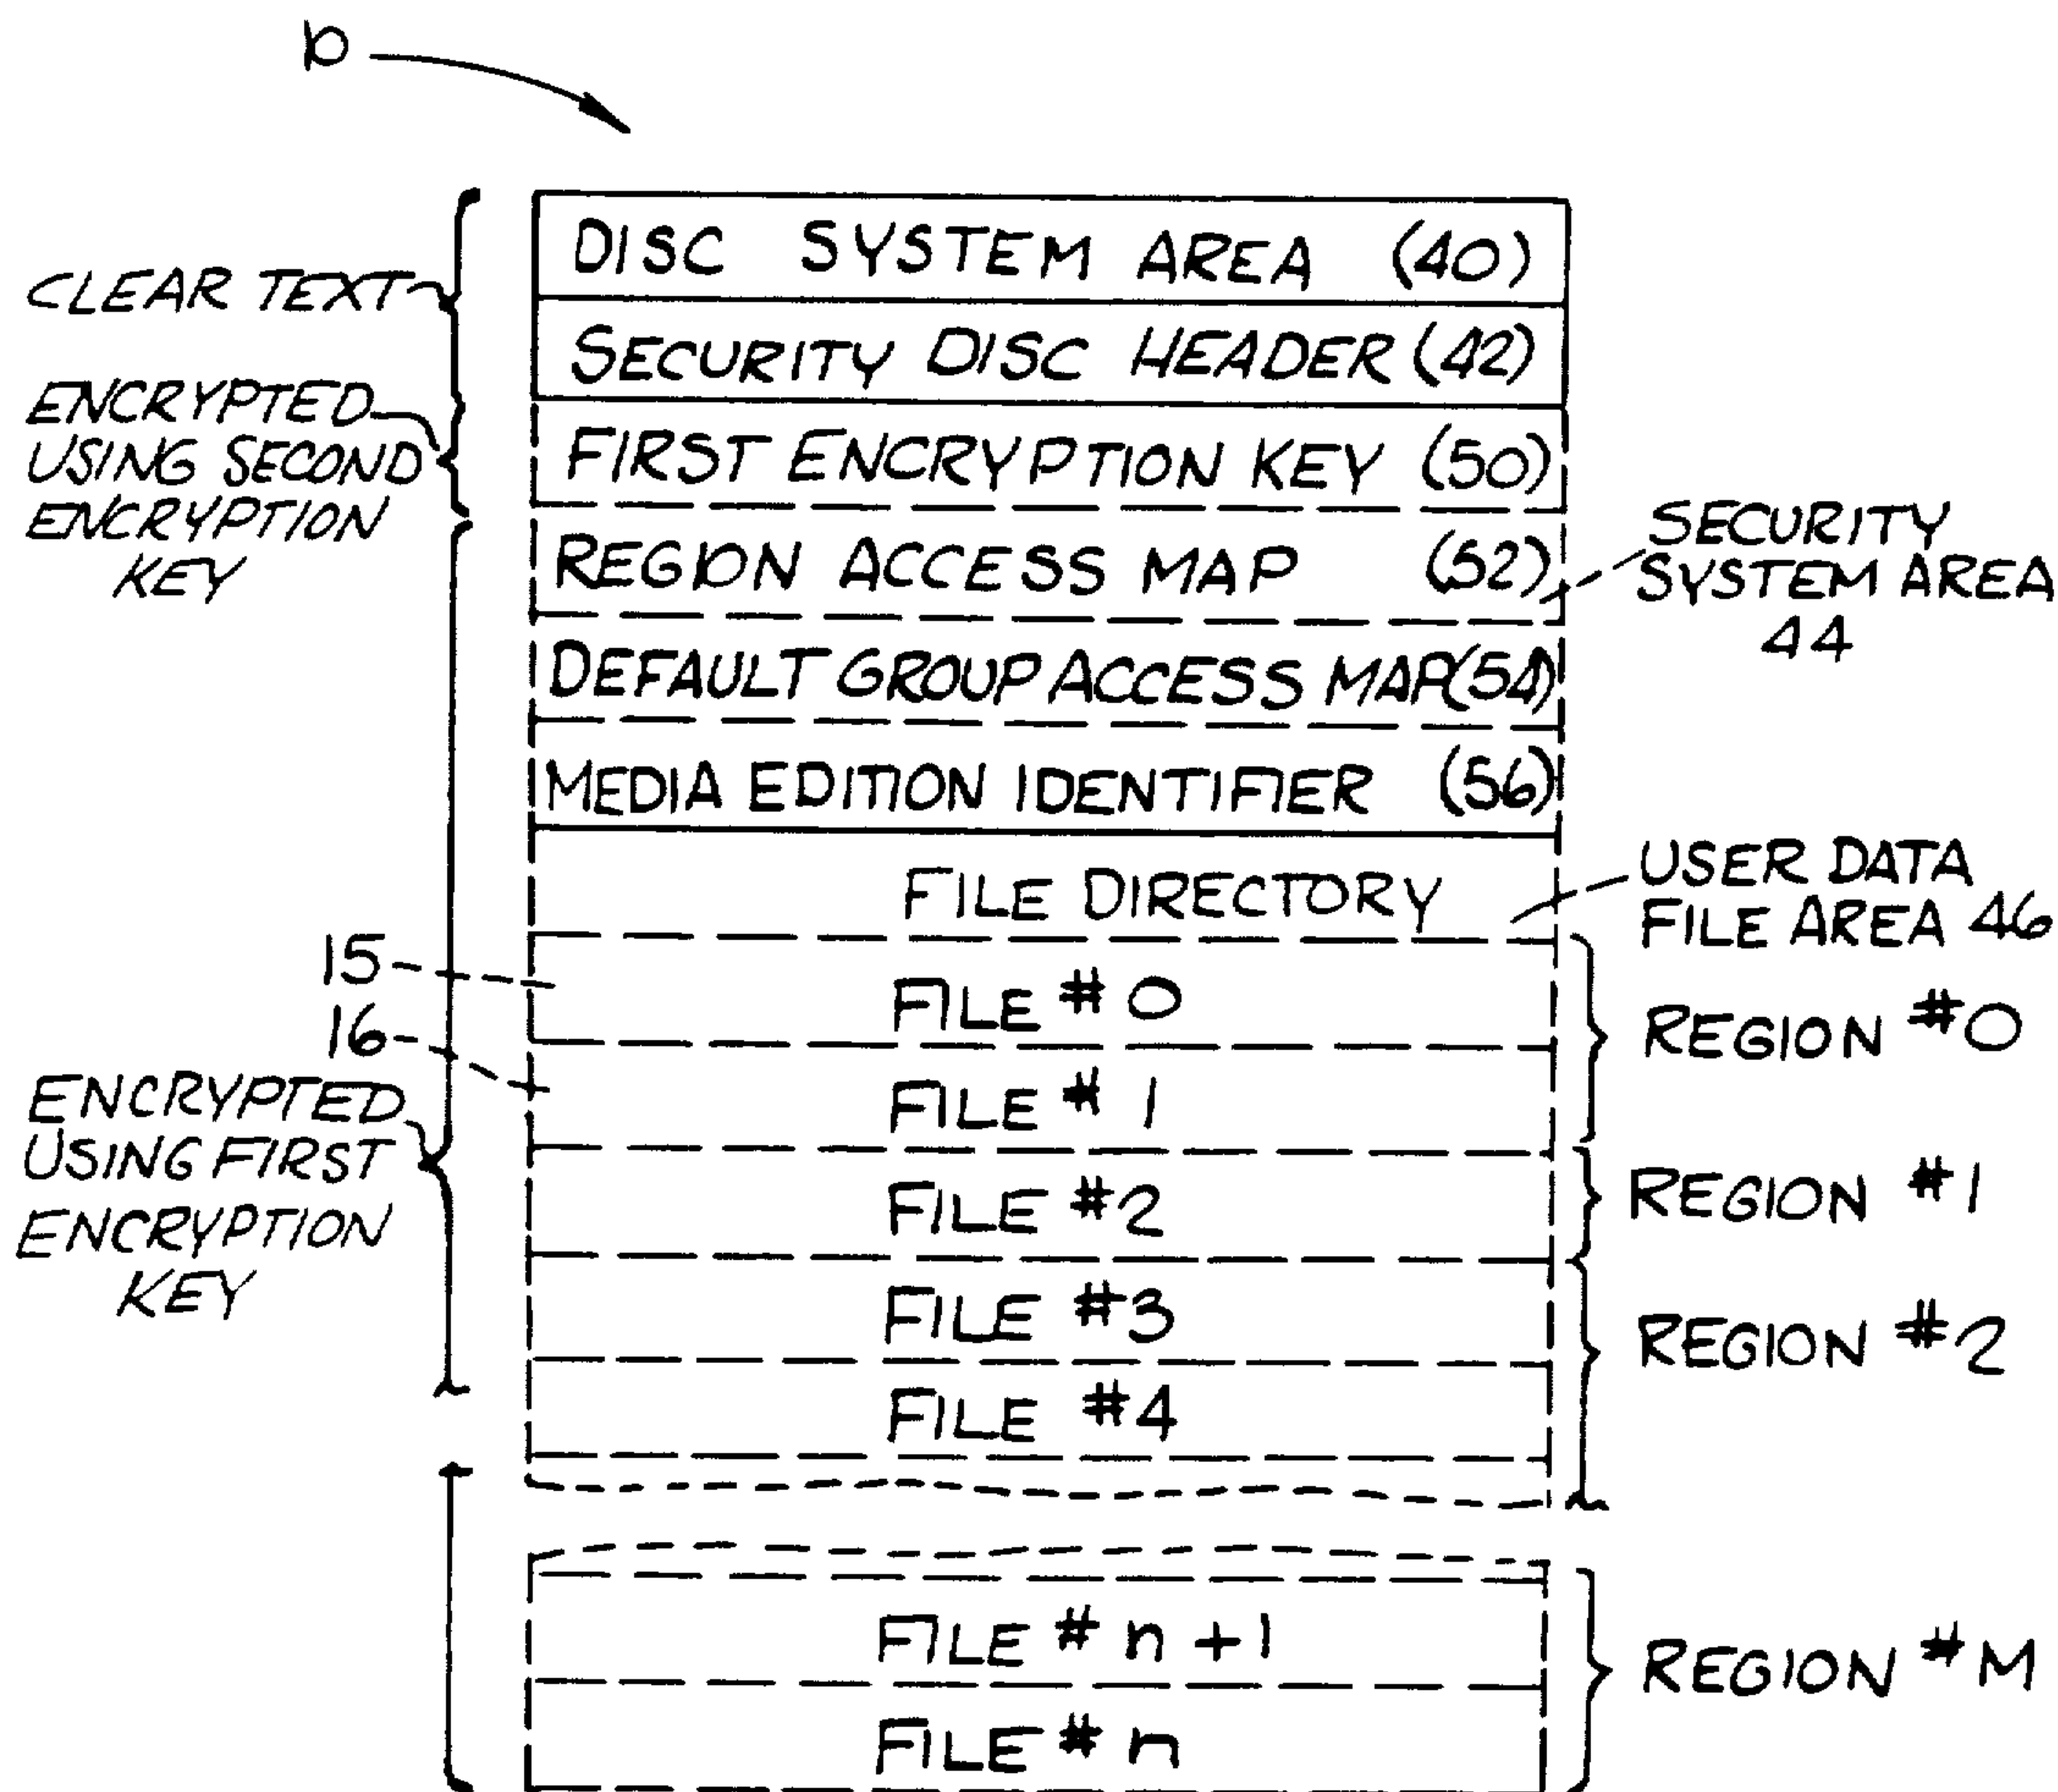 10
CLEAR TEXT
ENCRYPTED
USING SECOND
ENCRYPTION
KEY
DISC SYSTEM AREA (40)
SECURITY DISC HEADER (42)
FIRST ENCRYPTION KEY (50)
REGION ACCESS MAP (52)
DEFAULT GROUP ACCESS MAP (54)
MEDIA EDITION IDENTIFIER (56)
SECURITY
SYSTEM AREA
44
FILE DIRECTORY
USER DATA
FILE AREA 46
15
16
FILE #0
FILE #1
REGION #0
ENCRYPTED
USING FIRST
ENCRYPTION
KEY
FILE #2
REGION #1
FILE #3
FILE #4
REGION #2
FILE #n+1
FILE #n
REGION #M